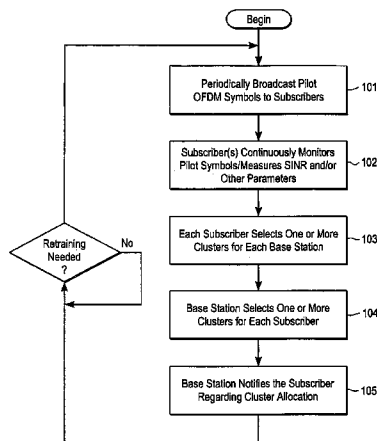 Begin
Periodically Broadcast Pilot
OFDM Symbols to Subscribers
101
Subscriber(s) Continuously Monitors
Pilot Symbols/Measures SINR and/or
Other Parameters
102
Each Subscriber Selects One or More
Clusters for Each Base Station
103
Base Station Selects One or More
Clusters for Each Subscriber
104
Base Station Notifies the Subscriber
Regarding Cluster Allocation
105
Retraining
Needed
?
No